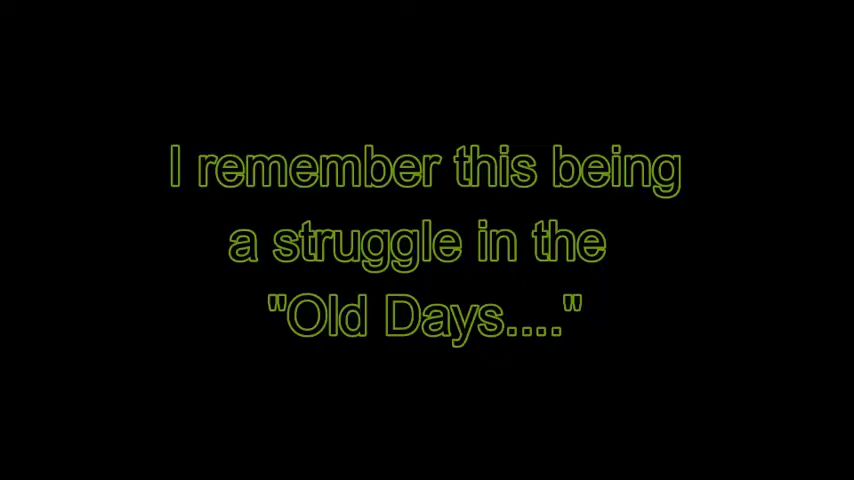 I remember this being
a struggle in the
"Old Days...."